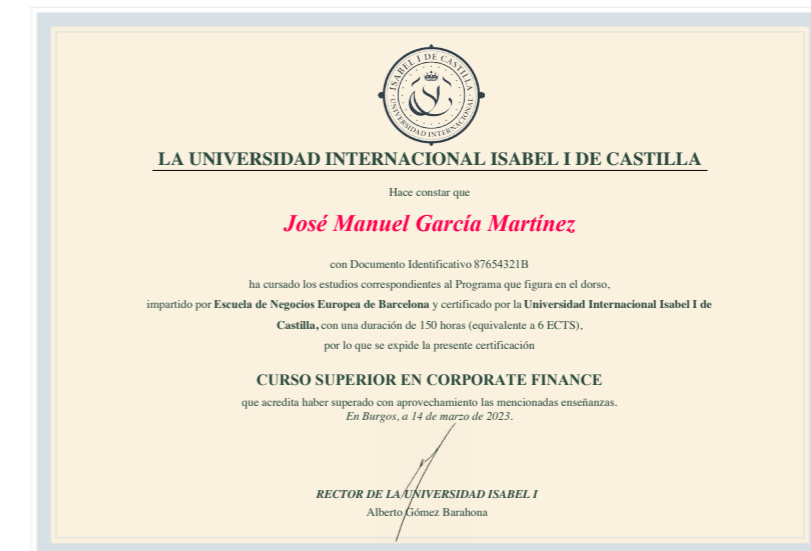 ISABEL I DE CASTILLA
UNIVERSIDAD INTERNACIONAL
LA UNIVERSIDAD INTERNACIONAL ISABEL I DE CASTILLA
Hace constar que
José Manuel García Martínez
con Documento Identificativo 87654321B
ha cursado los estudios correspondientes al Programa que figura en el dorso,
impartido por Escuela de Negocios Europea de Barcelona y certificado por la Universidad Internacional Isabel I de
Castilla, con una duración de 150 horas (equivalente a 6 ECTS),
por lo que se expide la presente certificación
CURSO SUPERIOR EN CORPORATE FINANCE
que acredita haber superado con aprovechamiento las mencionadas enseñanzas.
En Burgos, a 14 de marzo de 2023.
RECTOR DE LA UNIVERSIDAD ISABEL I
Alberto Gómez Barahona